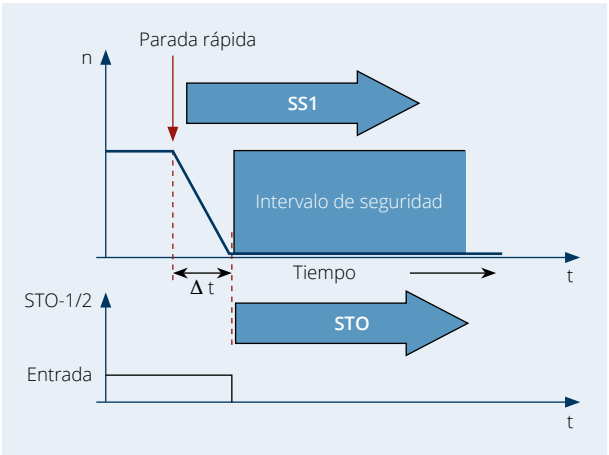 Parada rápida
n
SS1
Intervalo de seguridad
Tiempo
t
Δ t
STO-1/2
STO
Entrada
t